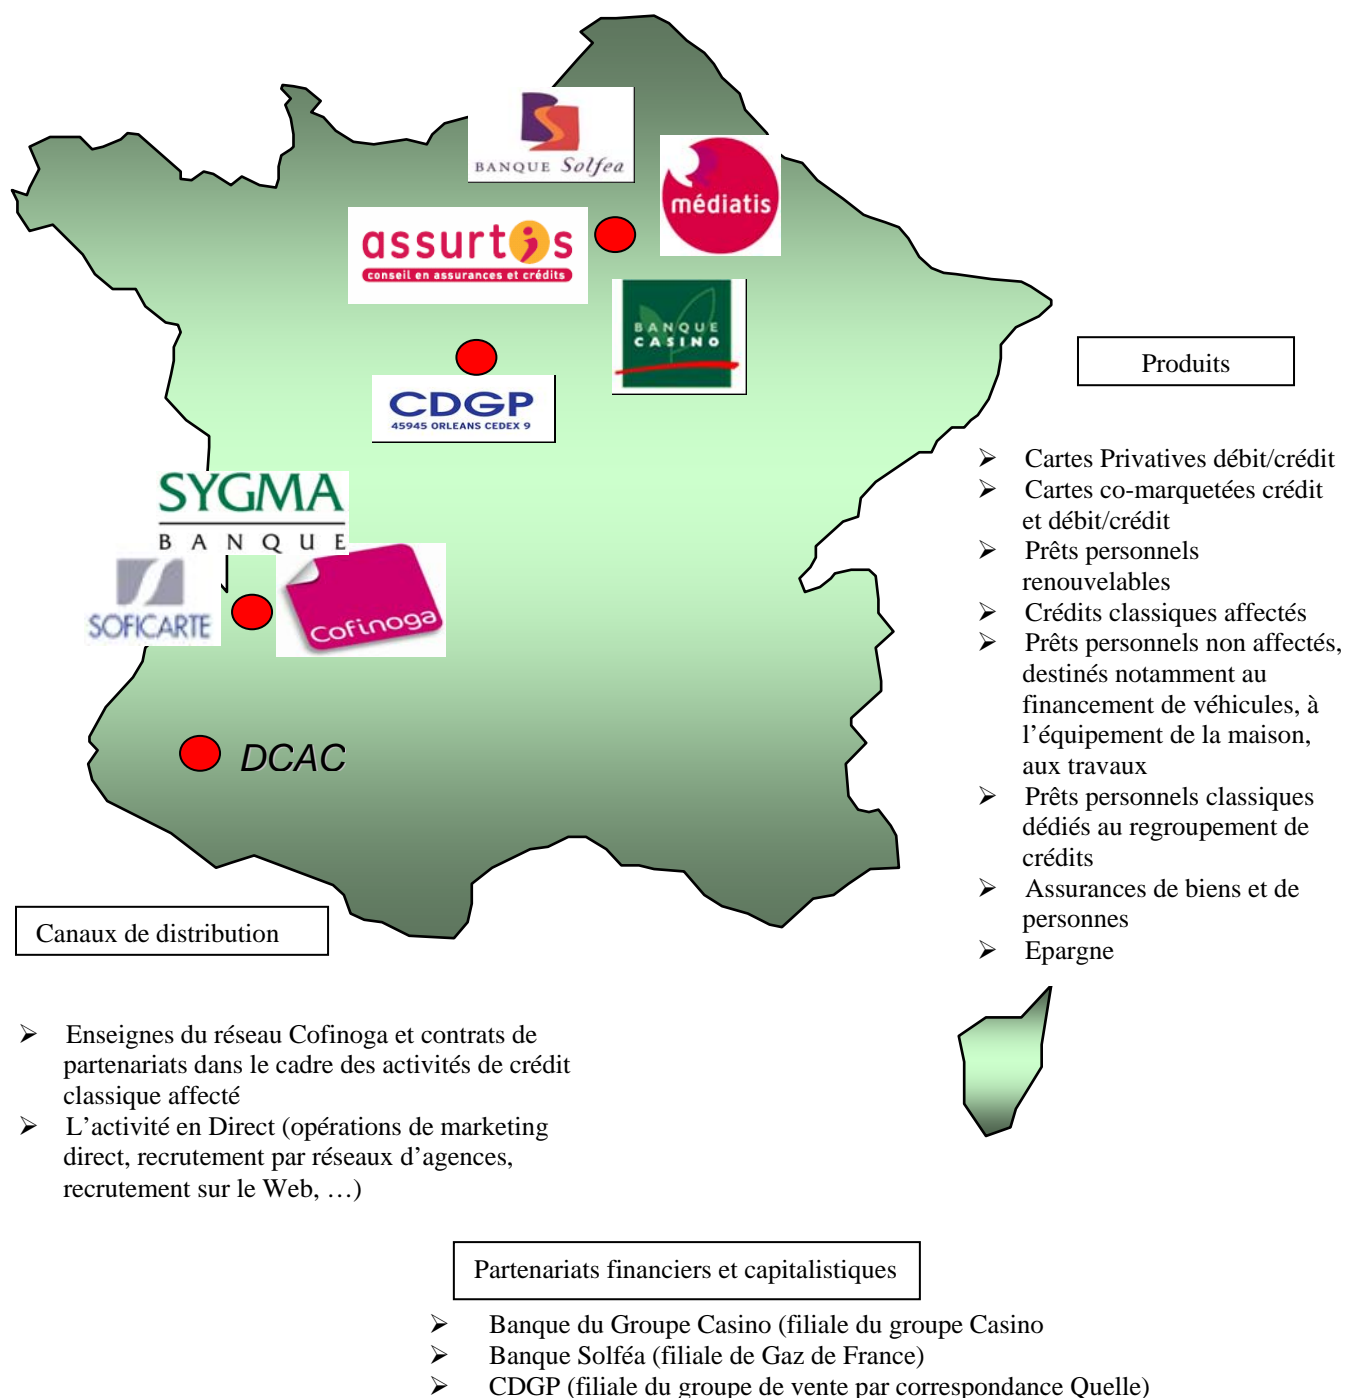 BANQUE Solfea
médiatis
assurtis
conseil en assurances et crédits
BANQUE
CASINO
CDGP
45945 ORLEANS CEDEX 9
SYGMA
BANQUE
SOFICARTE
Cofinoga
DCAC
Produits
➢ Cartes Privatives débit/crédit
➢ Cartes co-marquetées crédit
et débit/crédit
➢ Prêts personnels
renouvelables
➢ Crédits classiques affectés
➢ Prêts personnels non affectés,
destinés notamment au
financement de véhicules, à
l’équipement de la maison,
aux travaux
➢ Prêts personnels classiques
dédiés au regroupement de
crédits
➢ Assurances de biens et de
personnes
➢ Epargne
Canaux de distribution
➢ Enseignes du réseau Cofinoga et contrats de
partenariats dans le cadre des activités de crédit
classique affecté
➢ L’activité en Direct (opérations de marketing
direct, recrutement par réseaux d’agences,
recrutement sur le Web, …)
Partenariats financiers et capitalistiques
➢ Banque du Groupe Casino (filiale du groupe Casino
➢ Banque Solféa (filiale de Gaz de France)
➢ CDGP (filiale du groupe de vente par correspondance Quelle)